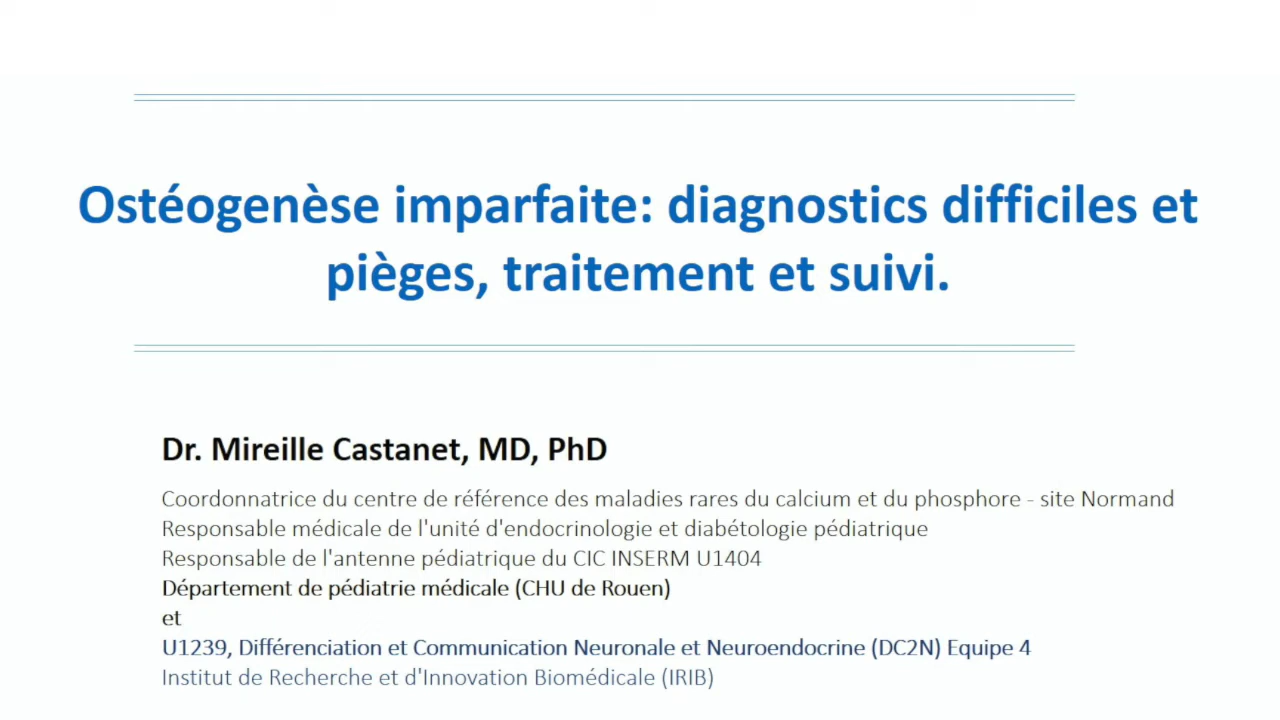 Ostéogenèse imparfaite: diagnostics difficiles et
pièges, traitement et suivi.
Dr. Mireille Castanet, MD, PhD
Coordonnatrice du centre de référence des maladies rares du calcium et du phosphore - site Normand
Responsable médicale de l'unité d'endocrinologie et diabétologie pédiatrique
Responsable de l'antenne pédiatrique du CIC INSERM U1404
Département de pédiatrie médicale (CHU de Rouen)
et
U1239, Différenciation et Communication Neuronale et Neuroendocrine (DC2N) Equipe 4
Institut de Recherche et d'Innovation Biomédicale (IRIB)